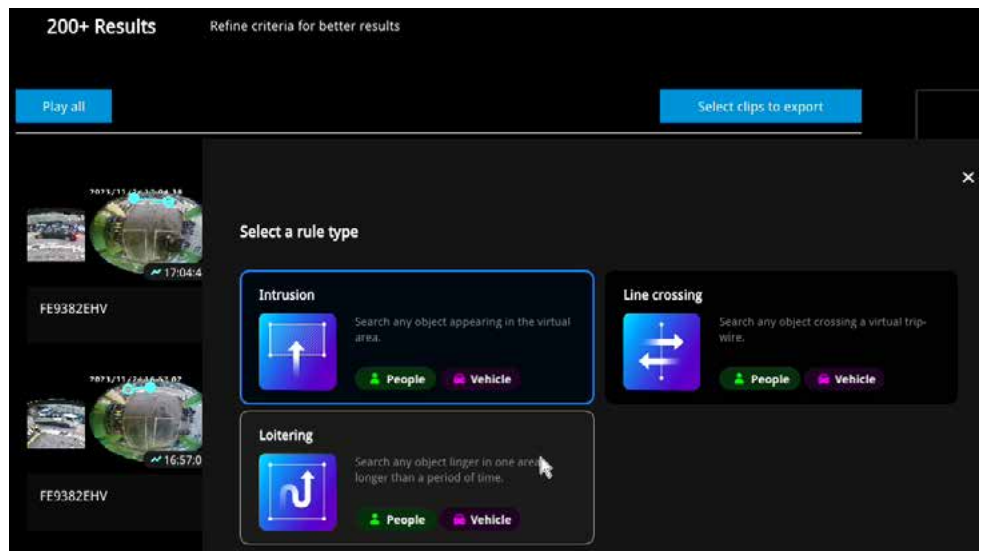 200+ Results
Refine criteria for better results
Play all
Select clips to export
17:04:4
FE9382EHV
16:57:0
FE9382EHV
Select a rule type
Intrusion
Search any object appearing in the virtual
area.
People
Vehicle
Line crossing
Search any object crossing a virtual trip-
wire.
People
Vehicle
Loitering
Search any object linger in one area
longer than a period of time.
People
Vehicle